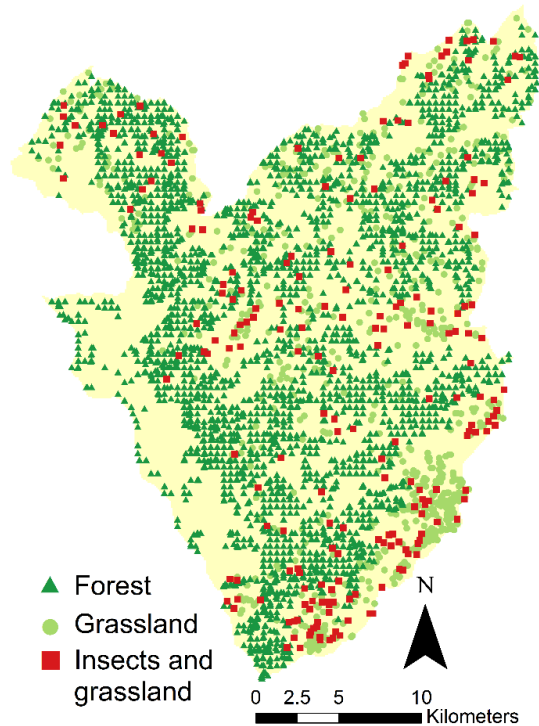 Forest
Grassland
Insects and
grassland
N
0 2.5 5 10
Kilometers